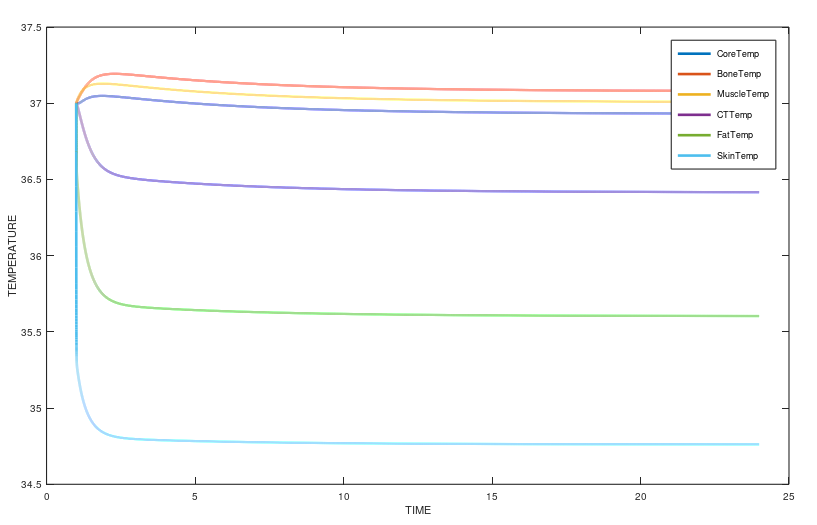 37.5
37
36.5
36
35.5
35
34.5
TEMPERATURE
0
5
10
15
20
25
TIME
CoreTemp
BoneTemp
MuscleTemp
CTTemp
FatTemp
SkinTemp